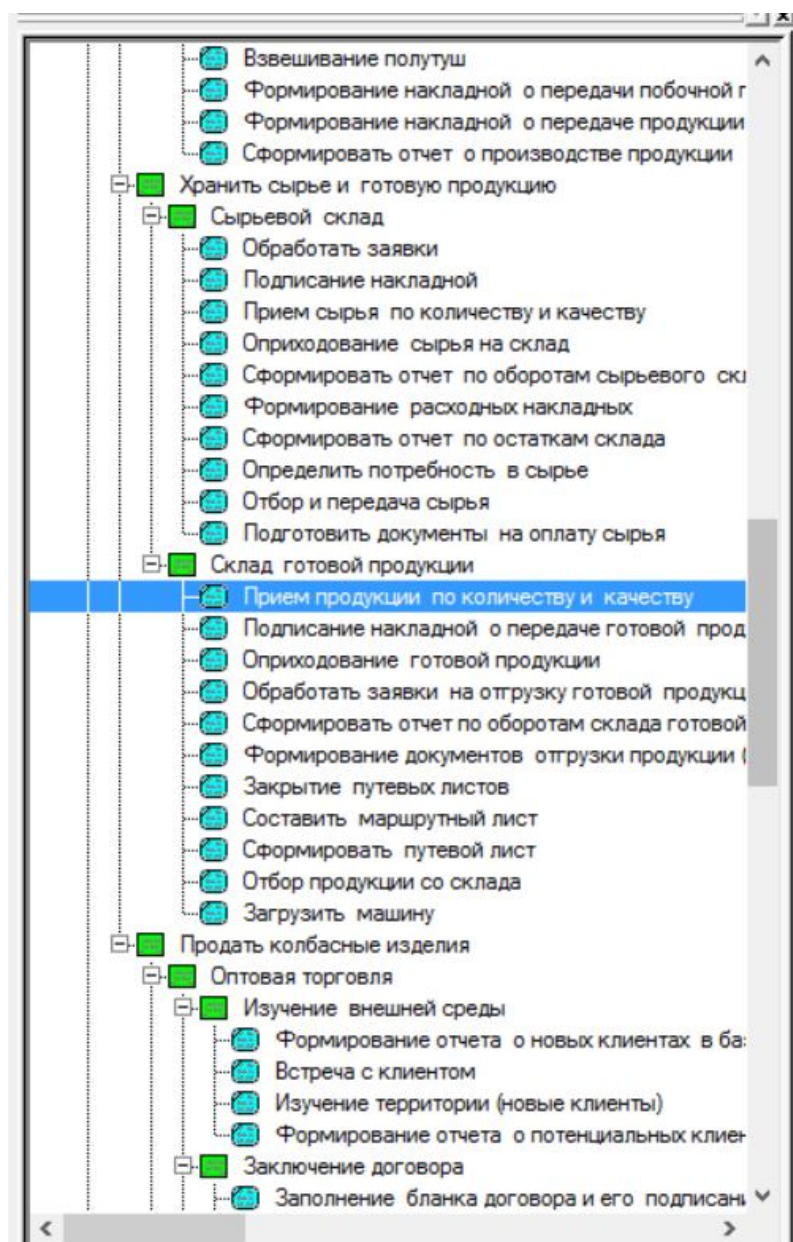 Взвешивание полутуш
Формирование накладной о передачи побочной г
Формирование накладной о передаче продукции
Сформировать отчет о производстве продукции
Хранить сырье и готовую продукцию
Сырьевой склад
Обработать заявки
Подписание накладной
Прием сырья по количеству и качеству
Оприходование сырья на склад
Сформировать отчет по оборотам сырьевого скл
Формирование расходных накладных
Сформировать отчет по остаткам склада
Определить потребность в сырье
Отбор и передача сырья
Подготовить документы на оплату сырья
Склад готовой продукции
Прием продукции по количеству и качеству
Подписание накладной о передаче готовой прод
Оприходование готовой продукции
Обработать заявки на отгрузку готовой продукц
Сформировать отчет по оборотам склада готовой
Формирование документов отгрузки продукции (
Закрытие путевых листов
Составить маршрутный лист
Сформировать путевой лист
Отбор продукции со склада
Загрузить машину
Продать колбасные изделия
Оптовая торговля
Изучение внешней среды
Формирование отчета о новых клиентах в ба
Встреча с клиентом
Изучение территории (новые клиенты)
Формирование отчета о потенциальных клиен
Заключение договора
Заполнение бланка договора и его подписан